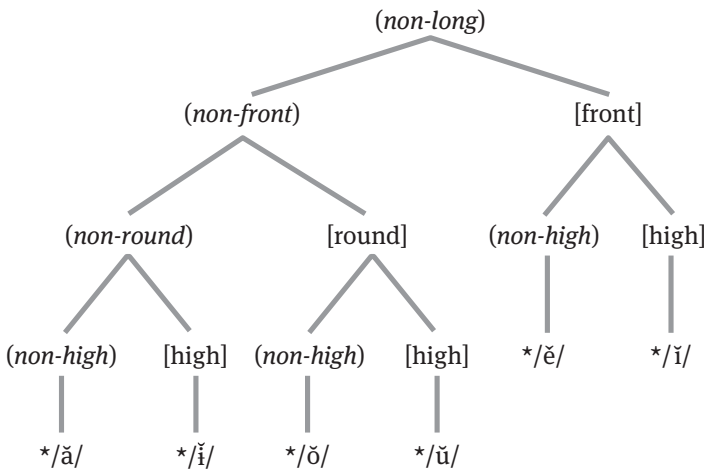 (non-long)
(non-front) [front]
(non-round) [round] (non-high) [high]
(non-high) [high] (non-high) [high] */ĕ/ */ĭ/
*/ă/ */ɨ̆/ */ŏ/ */ŭ/